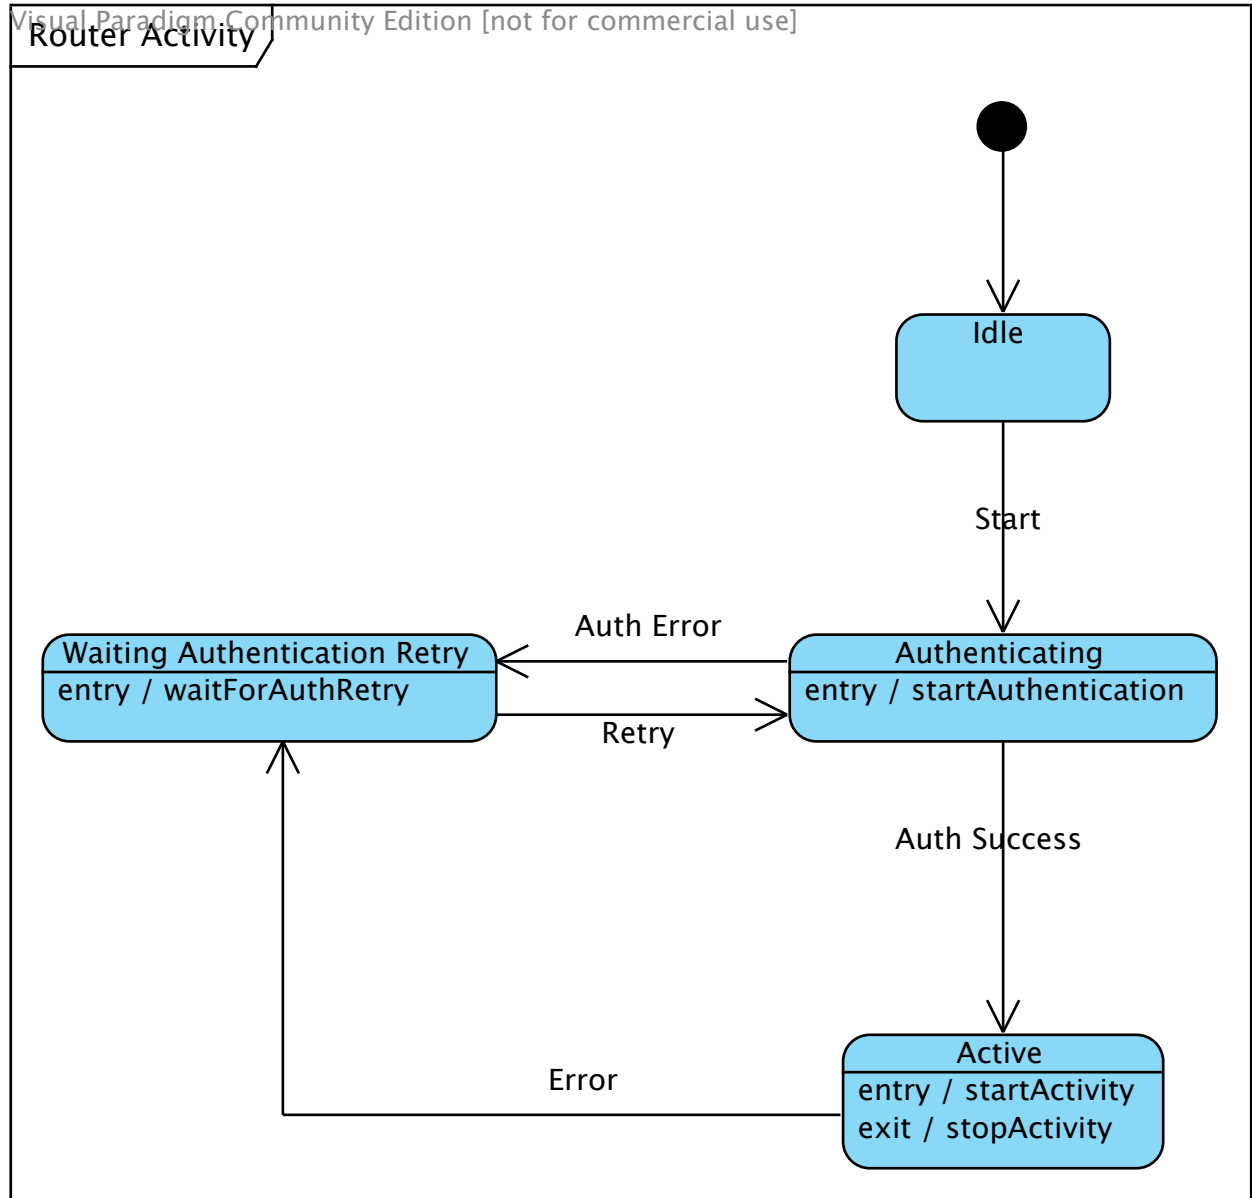 Visual Paradigm Community Edition [not for commercial use]
Router Activity
Idle
Start
Auth Error
Waiting Authentication Retry
entry / waitForAuthRetry
Authenticating
entry / startAuthentication
Retry
Auth Success
Active
entry / startActivity
exit / stopActivity
Error